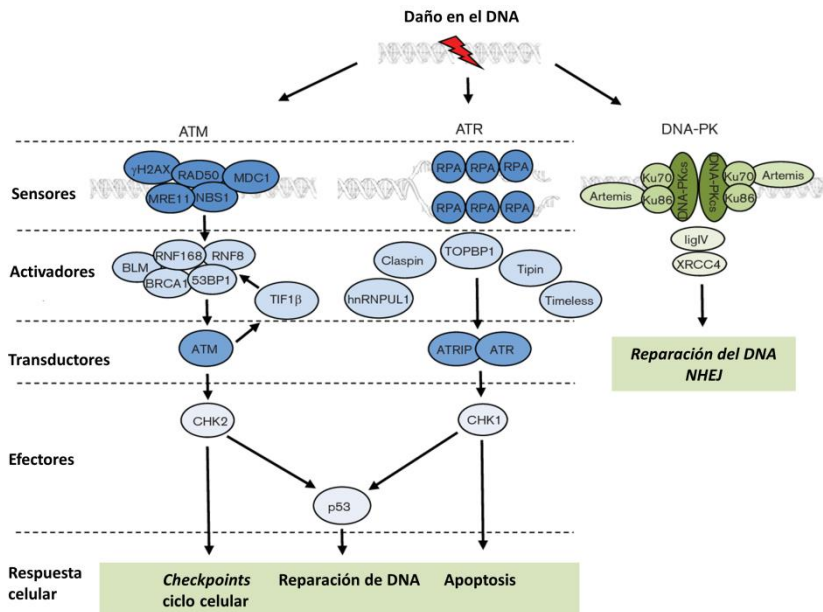 Daño en el DNA
ATM
ATR
DNA-PK
Sensores
γH2AX
RAD50
MDC1
MRE11
NBS1
RPA
RPA
RPA
RPA
RPA
RPA
Ku70
Ku86
Artemis
DNA-PKcs
DNA-PKcs
Ku70
Ku86
Artemis
ligIV
XRCC4
Activadores
RNF168
RNF8
BLM
BRCA1
53BP1
TIF1β
TOPBP1
Claspin
Tipin
hnRNPUL1
Timeless
Transductores
ATM
ATRIP
ATR
Reparación del DNA
NHEJ
Efectores
CHK2
CHK1
p53
Respuesta
celular
Checkpoints
ciclo celular
Reparación de DNA
Apoptosis